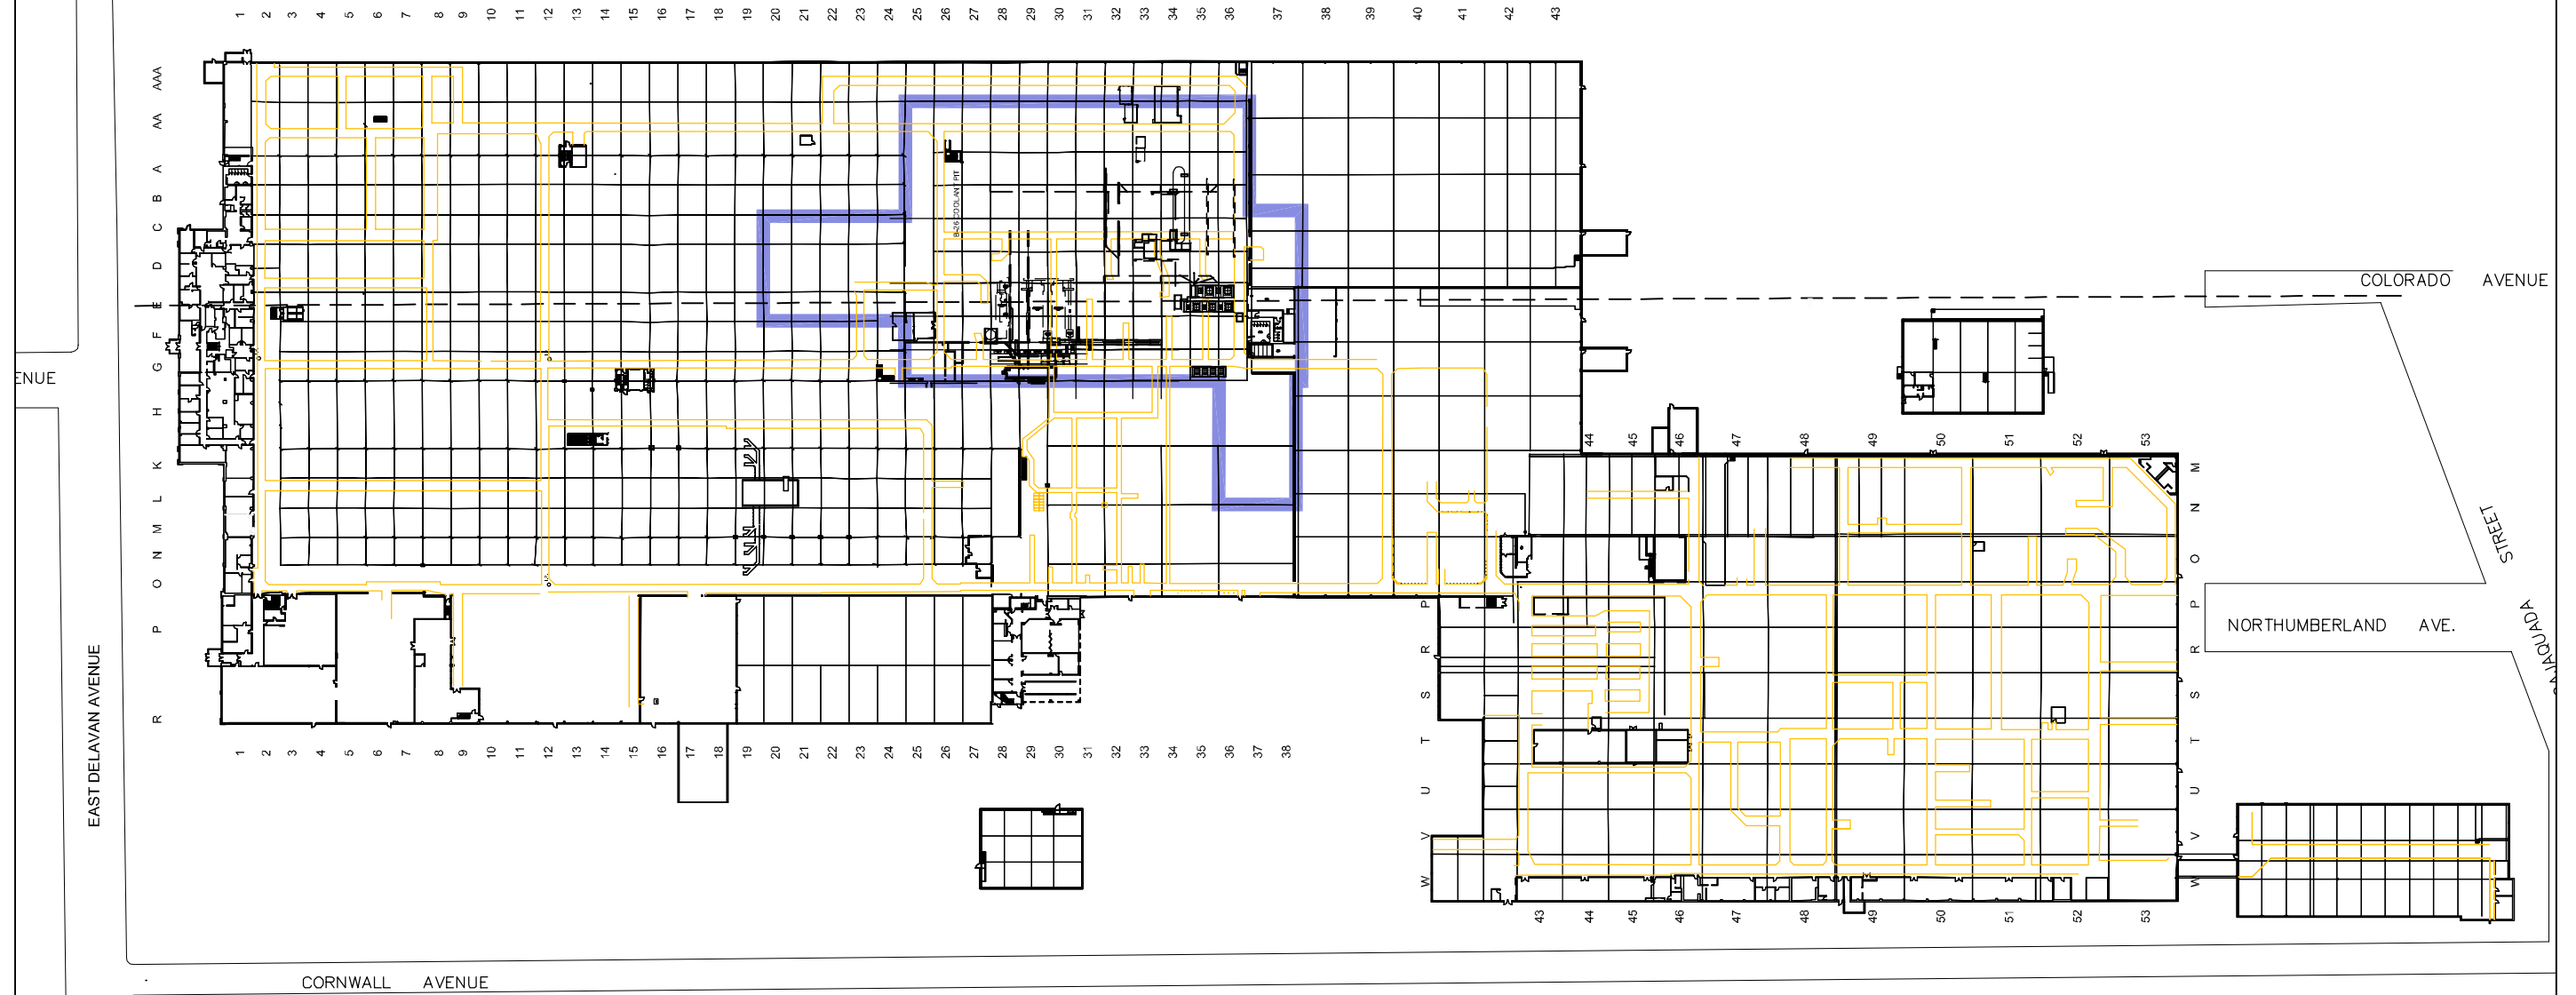 1 2 3 4 5 6 7 8 9 10 11 12 13 14 15 16 17 18 19 20 21 22 23 24 25 26 27 28 29 30 31 32 33 34 35 36 37 38 39 40 41 42 43
AAA
AA
A
B
C
D
E
F
G
H
K
L
M
N
O
P
R
B-26 COOLANT PIT
COLORADO AVENUE
ENUE
44 45 46 47 48 49 50 51 52 53
M
N
O
P
R
S
T
U
V
W
STREET
NORTHUMBERLAND AVE.
P
R
S
T
U
V
W
EAST DELAVAN AVENUE
1 2 3 4 5 6 7 8 9 10 11 12 13 14 15 16 17 18 19 20 21 22 23 24 25 26 27 28 29 30 31 32 33 34 35 36 37 38
43 44 45 46 47 48 49 50 51 52 53
CORNWALL AVENUE